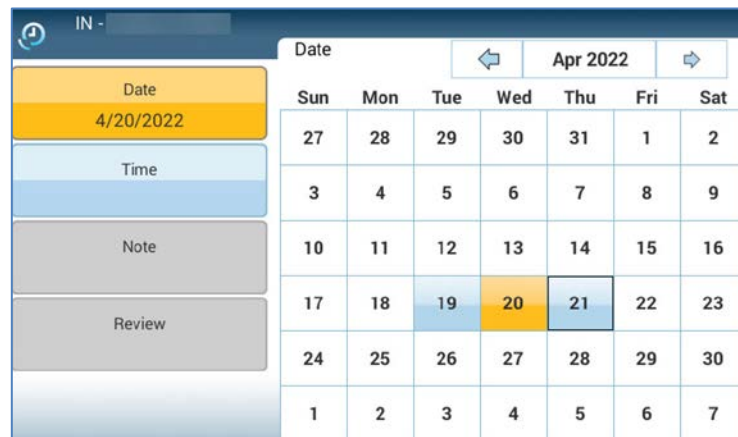 IN -
Date
4/20/2022
Time
Note
Review
Date
Apr 2022
Sun Mon Tue Wed Thu Fri Sat
27 28 29 30 31 1 2
3 4 5 6 7 8 9
10 11 12 13 14 15 16
17 18 19 20 21 22 23
24 25 26 27 28 29 30
1 2 3 4 5 6 7